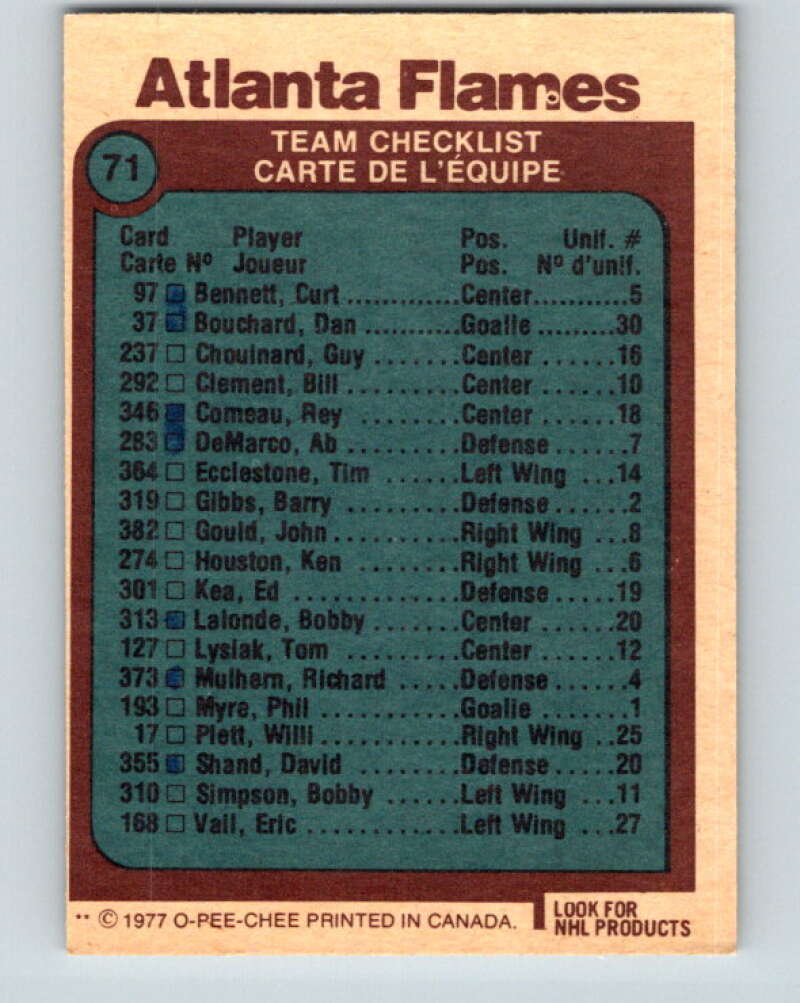 Atlanta Flames
71
TEAM CHECKLIST
CARTE DE L'ÉQUIPE
Card Player Pos. Unif. #
Carte Nº Joueur Pos. Nº d'unif.
97 Bennett, Curt .............Center...........5
37 Bouchard, Dan ...........Goalie .........30
237 □ Chouinard, Guy .......Center ......16
292 □ Clement, Bill ..........Center ......10
346 Comeau, Rey ........Center ......18
283 DeMarco, Ab ..........Defense ......7
364 □ Ecclestone, Tim ......Left Wing ...14
319 □ Gibbs, Barry .........Defense ......2
382 □ Gould, John ..........Right Wing ...8
274 □ Houston, Ken ........Right Wing ...6
301 □ Kea, Ed .............Defense .....19
313 Lalonde, Bobby .......Center ......20
127 □ Lysiak, Tom .........Center ......12
373 Mulhern, Richard .....Defense ......4
193 □ Myre, Phil ...........Goalie .......1
17 □ Plett, Willi ...........Right Wing ..25
355 Shand, David ........Defense .....20
310 □ Simpson, Bobby ......Left Wing ...11
168 □ Vail, Eric ............Left Wing ...27
** © 1977 O-PEE-CHEE PRINTED IN CANADA.
LOOK FOR
NHL PRODUCTS